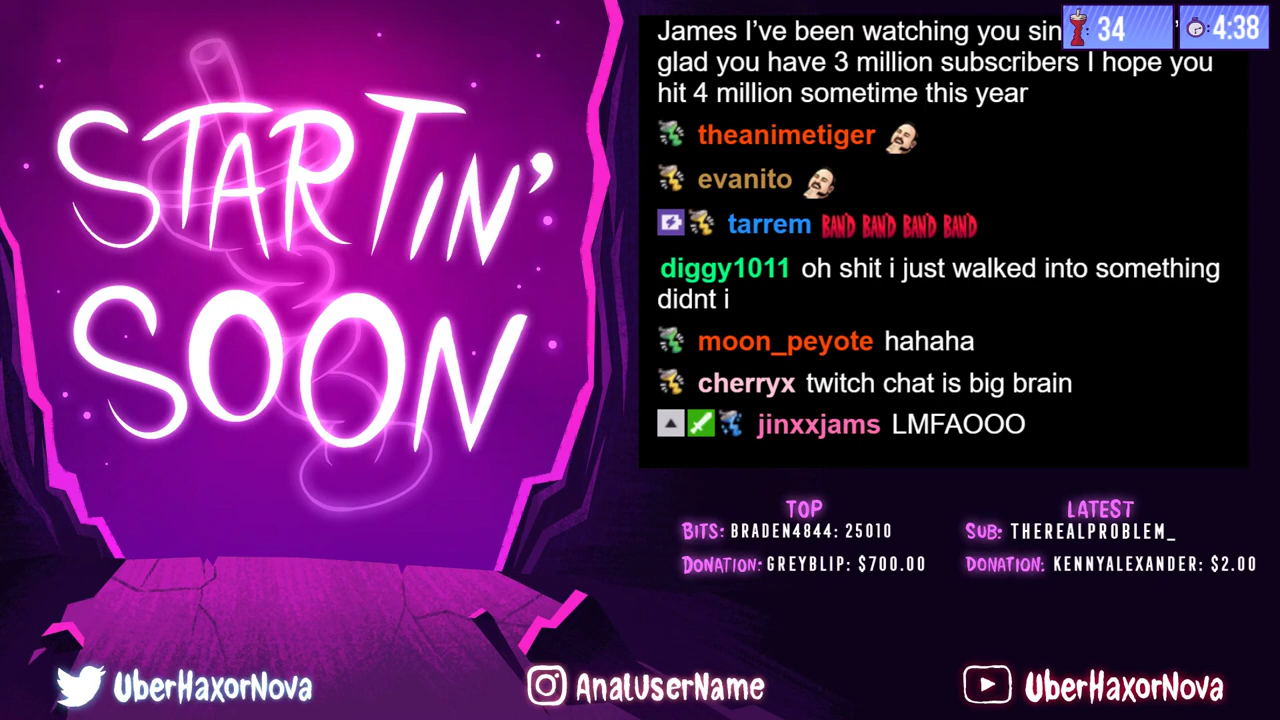 STARTIN'
SOON
James I've been watching you sin
glad you have 3 million subscribers I hope you
hit 4 million sometime this year
theanimetiger
evanito
tarrem BAND BAND BAND BAND
diggy1011 oh shit i just walked into something
didnt i
moon_peyote hahaha
cherryx twitch chat is big brain
jinxxjams LMFAOOO
34
4:38
TOP
BITS: BRADEN4844: 25010
DONATION: GREYBLIP: $700.00
LATEST
SUB: THEREALPROBLEM_
DONATION: KENNYALEXANDER: $2.00
UberHaxorNova
AnalUserName
UberHaxorNova